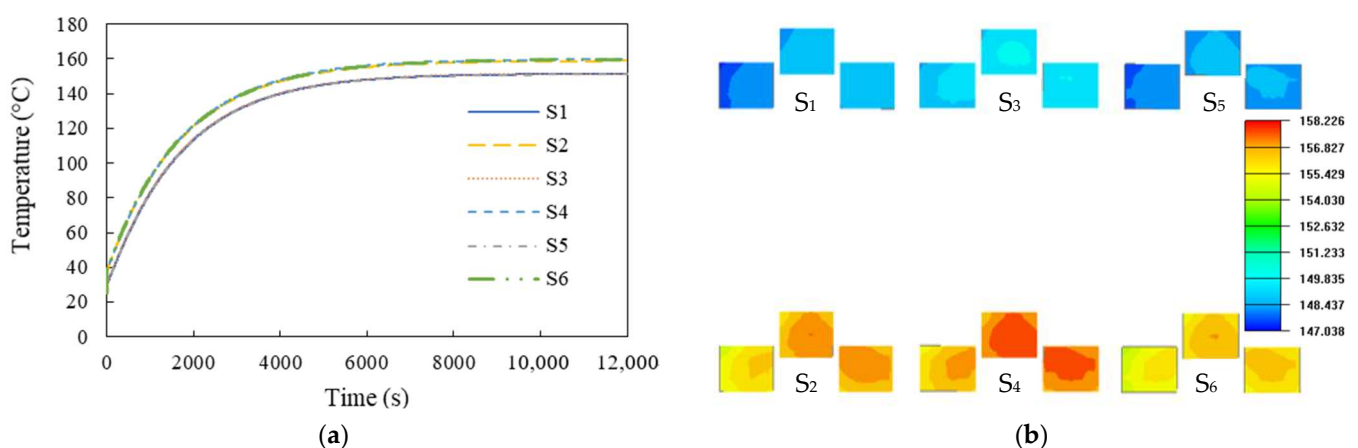 180
160
140
120
100
80
60
40
20
0
Temperature (°C)
0
2000
4000
6000
8000
10,000
12,000
Time (s)
S1
S2
S3
S4
S5
S6
(a)
S1
S3
S5
158.226
156.827
155.429
154.030
152.632
151.233
149.835
148.437
147.038
S2
S4
S6
(b)